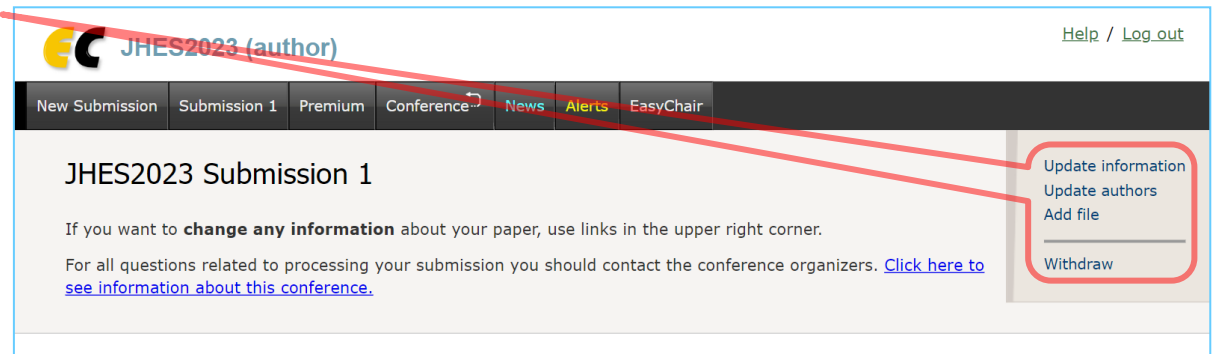 EC JHES2023 (author)
Help / Log out
New Submission Submission 1 Premium Conference News Alerts EasyChair
JHES2023 Submission 1
If you want to change any information about your paper, use links in the upper right corner.
For all questions related to processing your submission you should contact the conference organizers. Click here to
see information about this conference.
Update information
Update authors
Add file
Withdraw